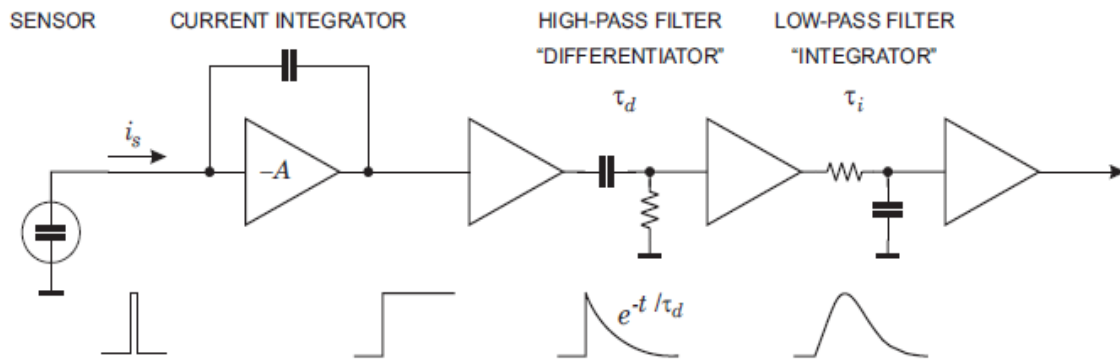 SENSOR CURRENT INTEGRATOR HIGH-PASS FILTER LOW-PASS FILTER
“DIFFERENTIATOR” “INTEGRATOR”
τd τi
is
–A
e-t /τd